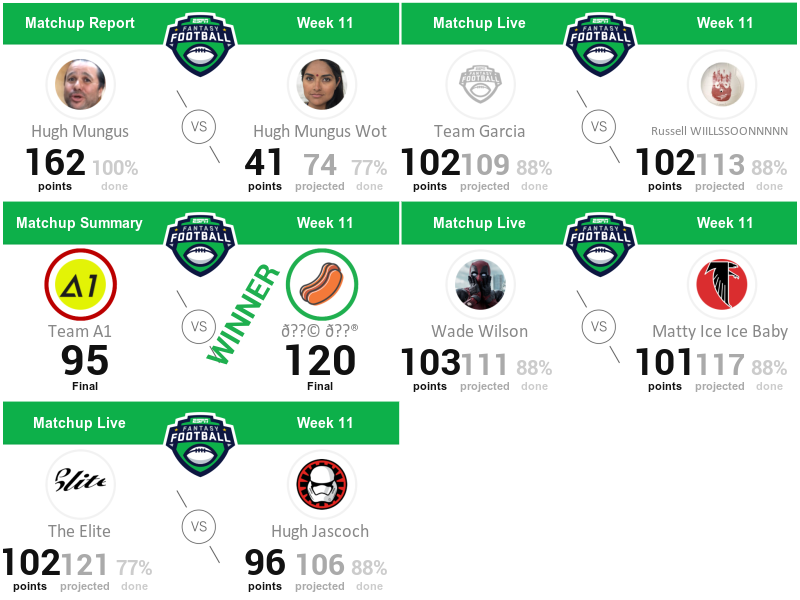 Matchup Report
ESPN
FANTASY
FOOTBALL
Week 11
Hugh Mungus
VS
Hugh Mungus Wot
162 100%
points done
41 74 77%
points projected done
Matchup Live
ESPN
FANTASY
FOOTBALL
Week 11
Team Garcia
VS
Russell WIILLSSOONNNNN
102 109 88%
points projected done
102 113 88%
points projected done
Matchup Summary
ESPN
FANTASY
FOOTBALL
Week 11
A1
Team A1
VS
WINNER
ð??© ð??®
95
Final
120
Final
Matchup Live
ESPN
FANTASY
FOOTBALL
Week 11
Wade Wilson
VS
Matty Ice Ice Baby
103 111 88%
points projected done
101 117 88%
points projected done
Matchup Live
ESPN
FANTASY
FOOTBALL
Week 11
Elite
The Elite
VS
Hugh Jascoch
102 121 77%
points projected done
96 106 88%
points projected done